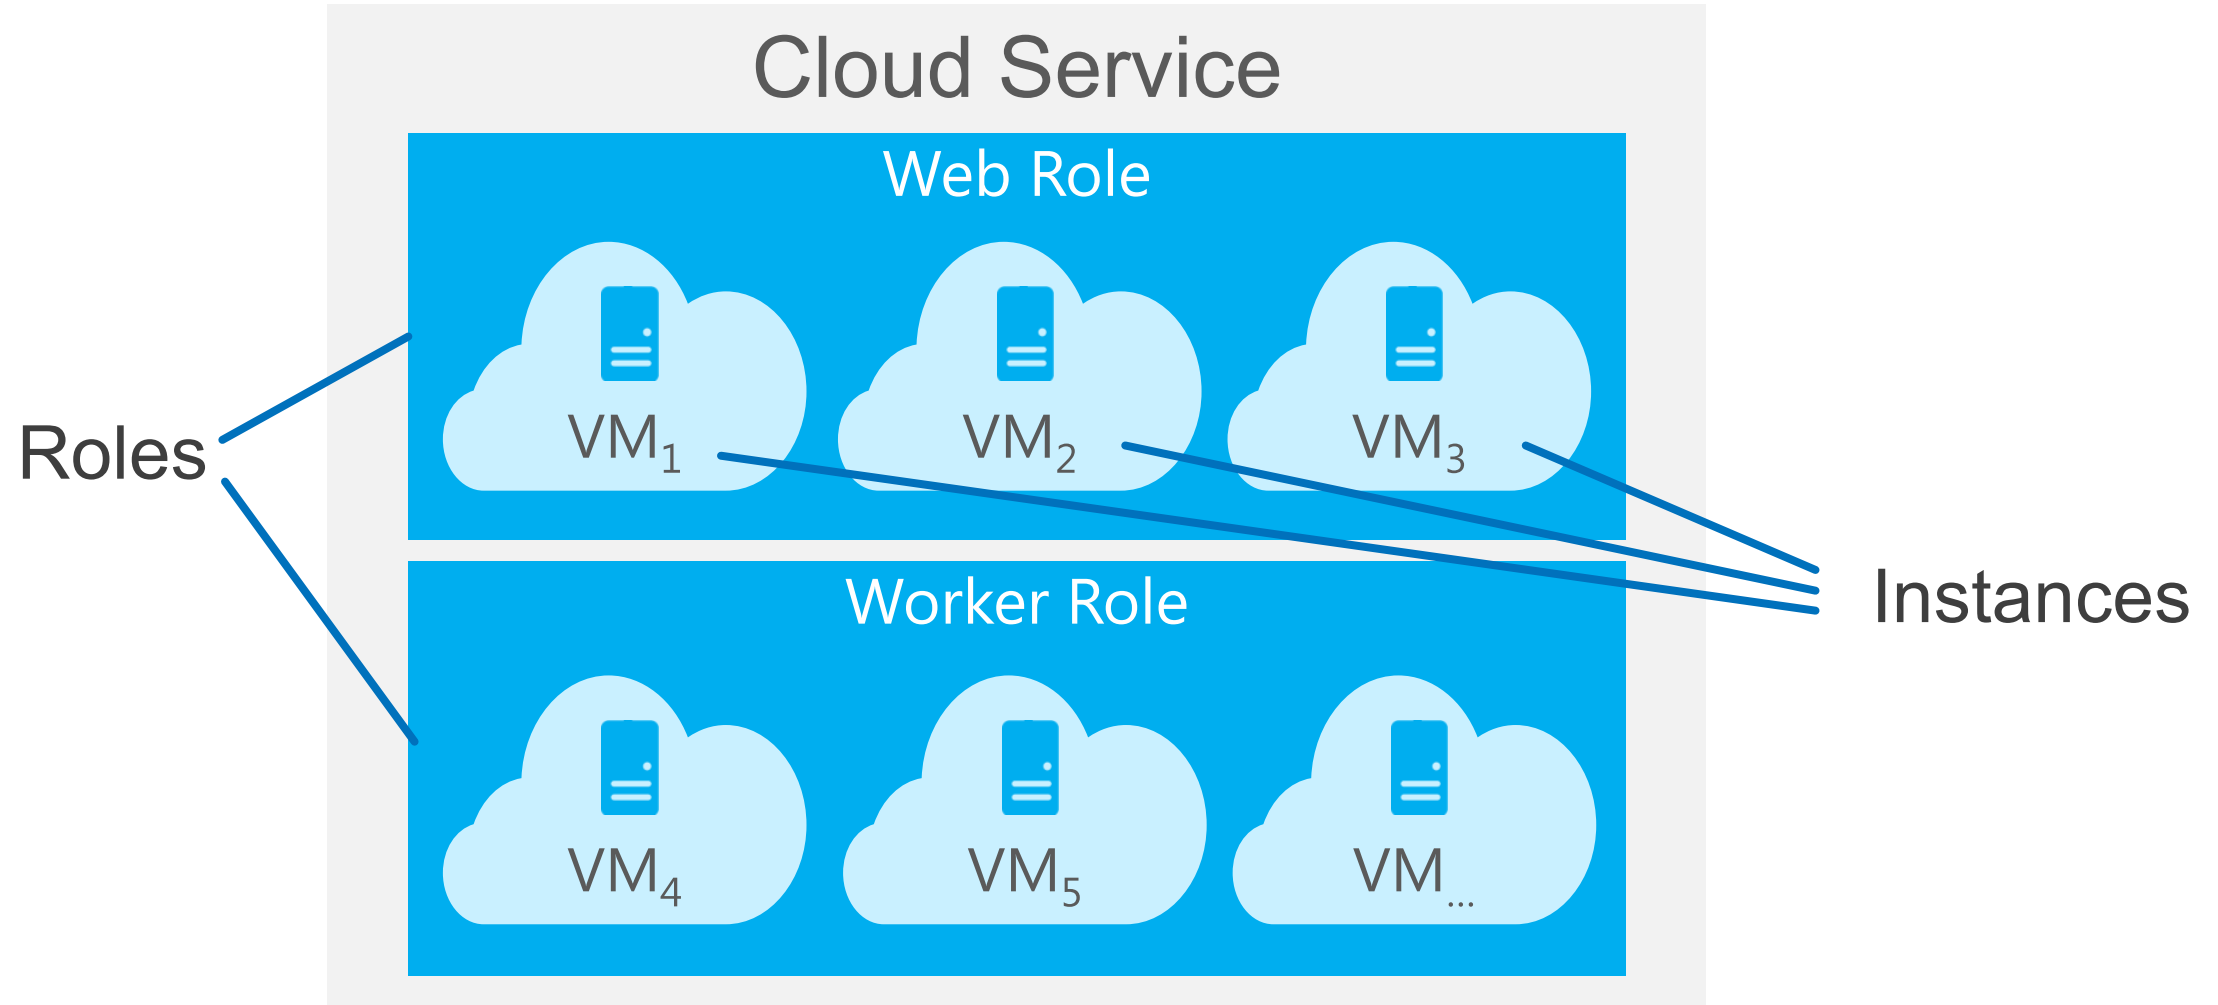 Cloud Service
Web Role
VM1 VM2 VM3
Roles
Instances
Worker Role
VM4 VM5 VM...